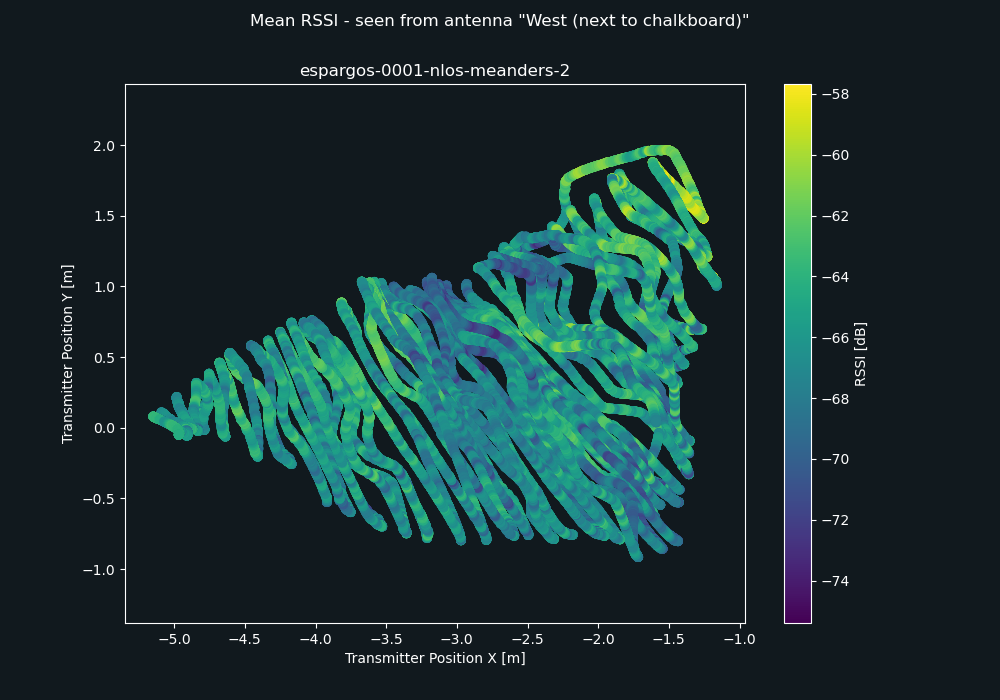 Mean RSSI - seen from antenna "West (next to chalkboard)"
espargos-0001-nlos-meanders-2
2.0
1.5
1.0
0.5
0.0
−0.5
−1.0
Transmitter Position Y [m]
−5.0 −4.5 −4.0 −3.5 −3.0 −2.5 −2.0 −1.5 −1.0
Transmitter Position X [m]
−58
−60
−62
−64
−66
−68
−70
−72
−74
RSSI [dB]